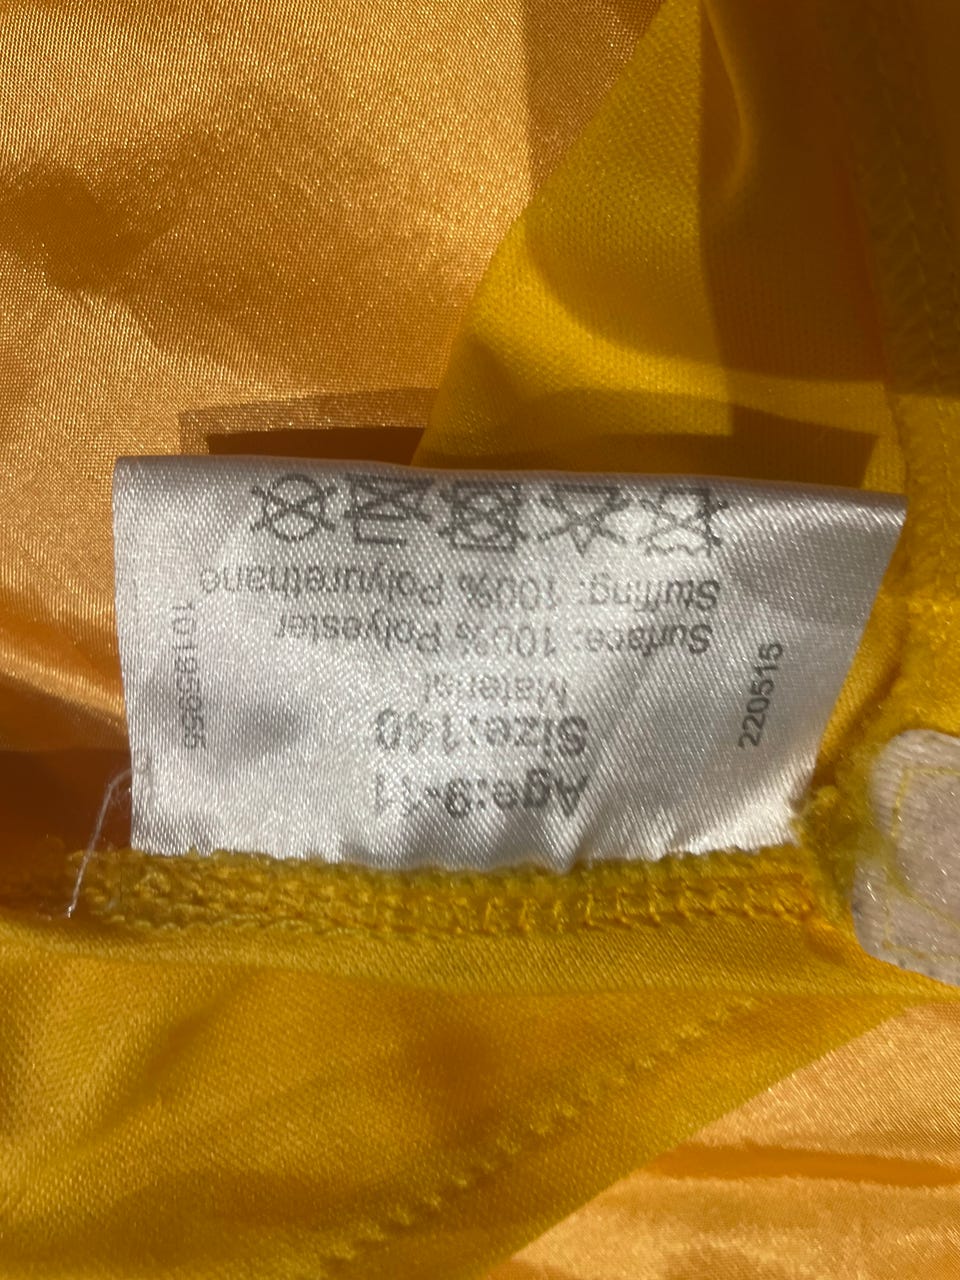 Age:9-11
Size:140
Material
Surface: 100% Polyester
Stuffing: 100% Polyurethane
220515